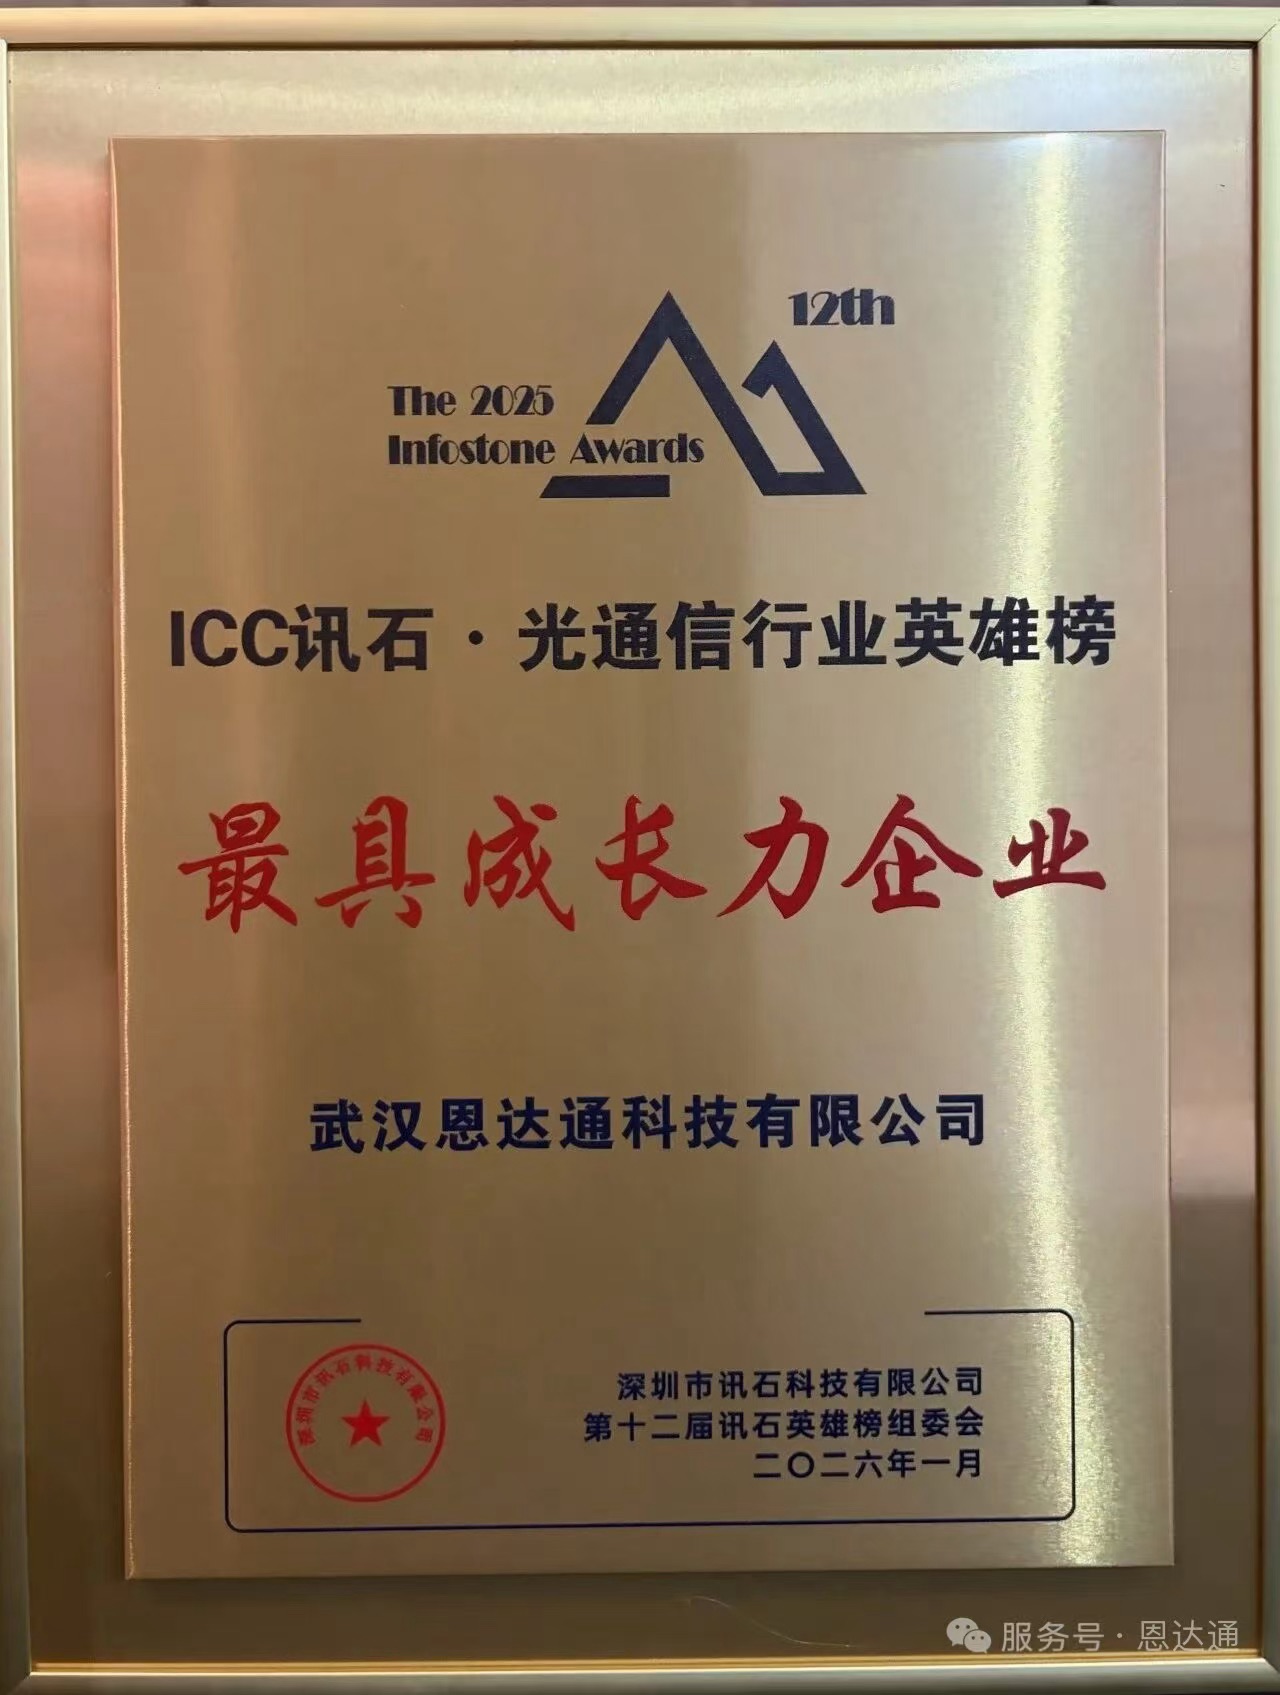 12th
The 2025
Infostone Awards
ICC讯石·光通信行业英雄榜
最具成长力企业
武汉恩达通科技有限公司
深圳市讯石科技有限公司
深圳市讯石科技有限公司
第十二届讯石英雄榜组委会
二〇二六年一月
服务号·恩达通